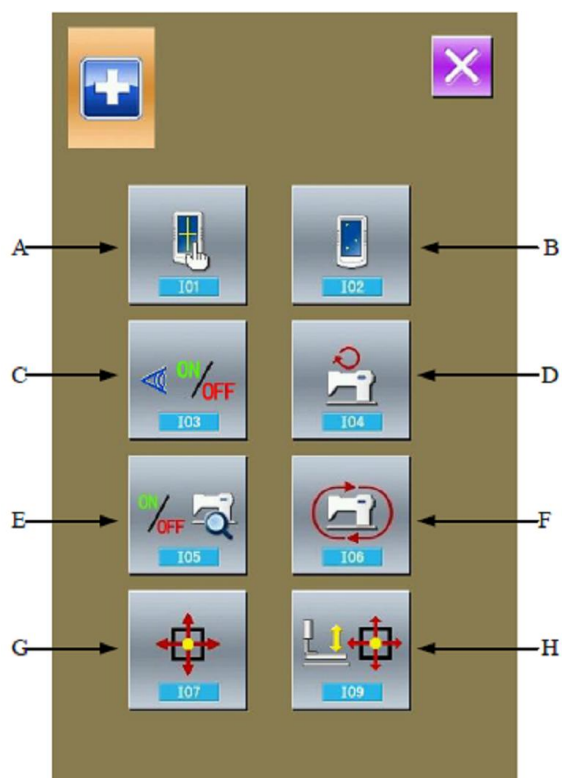 A B
I01 I02
C ON/OFF D
I03 I04
E ON/OFF F
I05 I06
G H
I07 I09